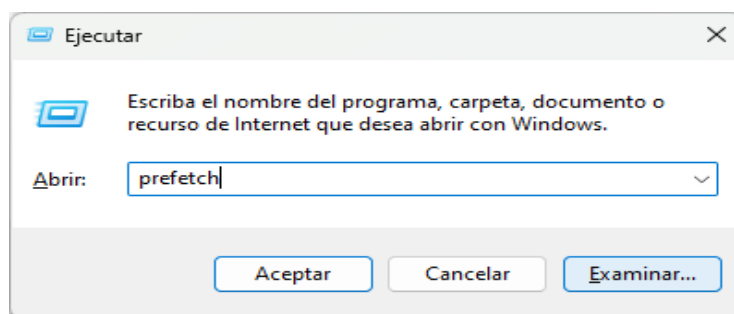 Ejecutar
Escriba el nombre del programa, carpeta, documento o
recurso de Internet que desea abrir con Windows.
Abrir: prefetch
Aceptar Cancelar Examinar...